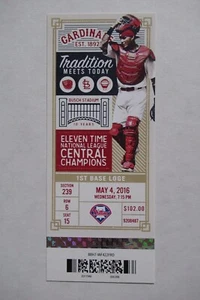 CARDINALS
EST. 1892
Tradition
MEETS TODAY
BUSCH STADIUM
10 YEARS
ELEVEN TIME
NATIONAL LEAGUE
CENTRAL
CHAMPIONS
1ST BASE LOGE
SECTION
239
ROW
6
SEAT
15
MAY 4, 2016
WEDNESDAY, 7:15 PM
$102.00